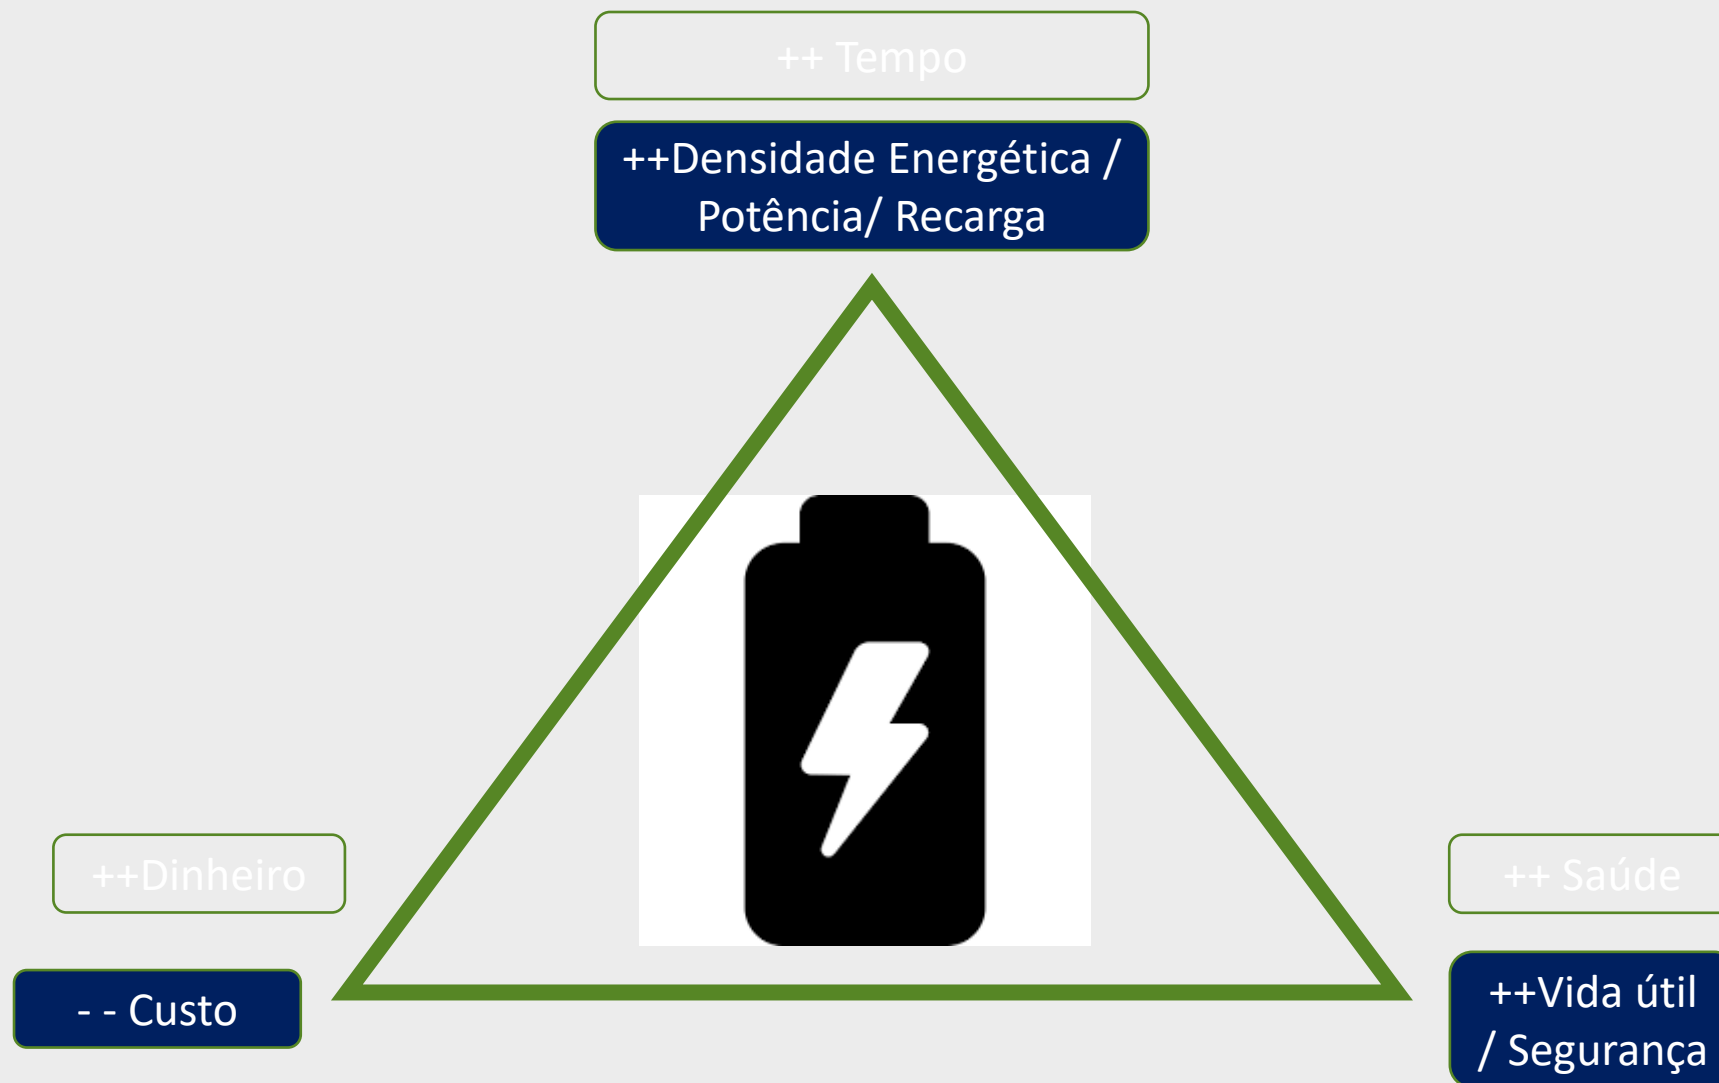 ++ Tempo
++Densidade Energética /
Potência/ Recarga
++Dinheiro
++ Saúde
- - Custo
++Vida útil
/ Segurança